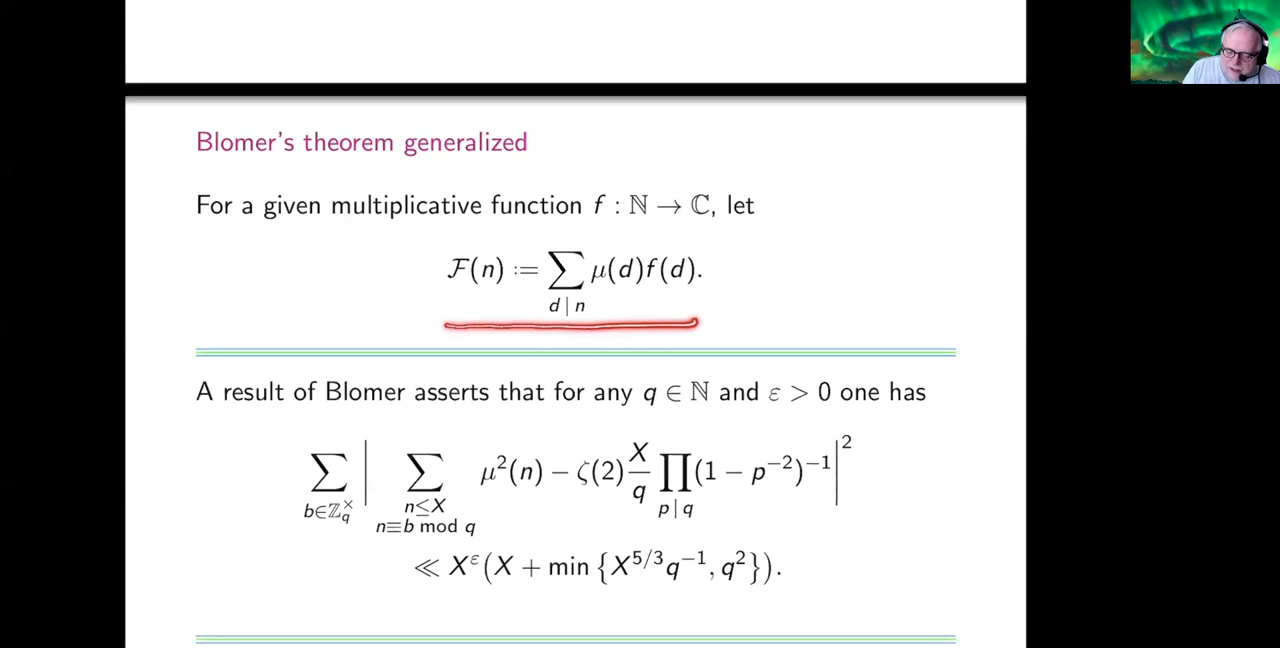 Blomer's theorem generalized
For a given multiplicative function f : ℕ → ℂ, let
ℱ(n) := ∑_{d | n} μ(d)f(d).
A result of Blomer asserts that for any q ∈ ℕ and ε > 0 one has
∑_{b∈ℤ_q^×} | ∑_{n≤X, n≡b mod q} μ²(n) − ζ(2) X/q ∏_{p | q} (1 − p⁻²)⁻¹ |²
≪ X^ε (X + min {X^{5/3}q⁻¹, q²}).